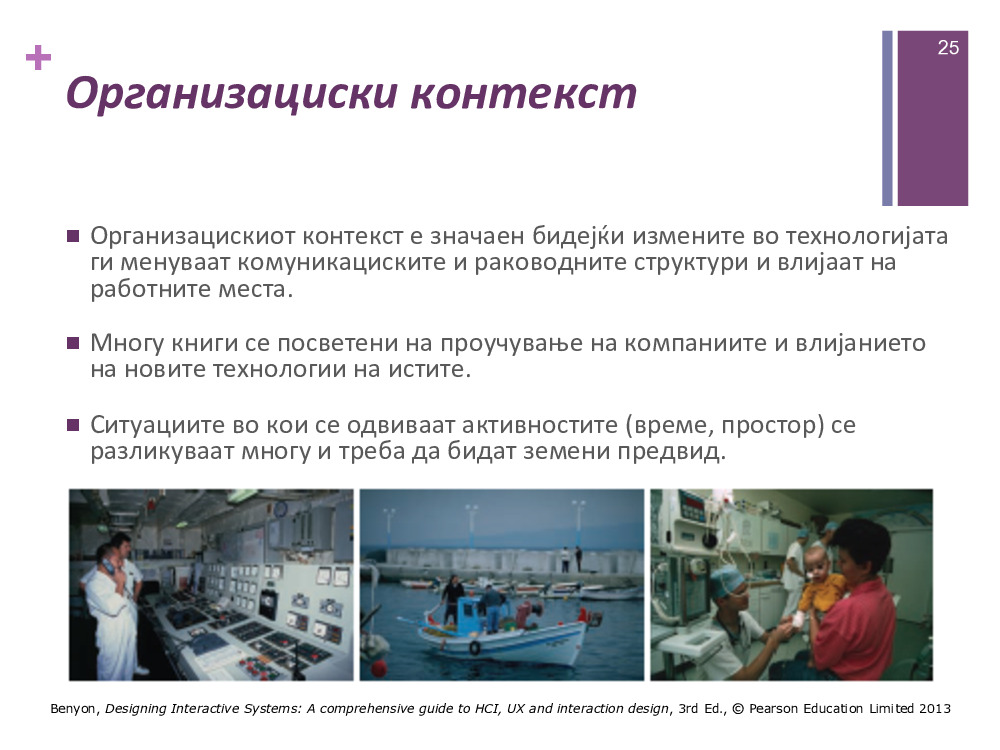 25
+
Организациски контекст
Организацискиот контекст е значаен бидејќи измените во технологијата
ги менуваат комуникациските и раководните структури и влијаат на
работните места.
Многу книги се посветени на проучување на компаниите и влијанието
на новите технологии на истите.
Ситуациите во кои се одвиваат активностите (време, простор) се
разликуваат многу и треба да бидат земени предвид.
Benyon, Designing Interactive Systems: A comprehensive guide to HCI, UX and interaction design, 3rd Ed., © Pearson Education Limited 2013